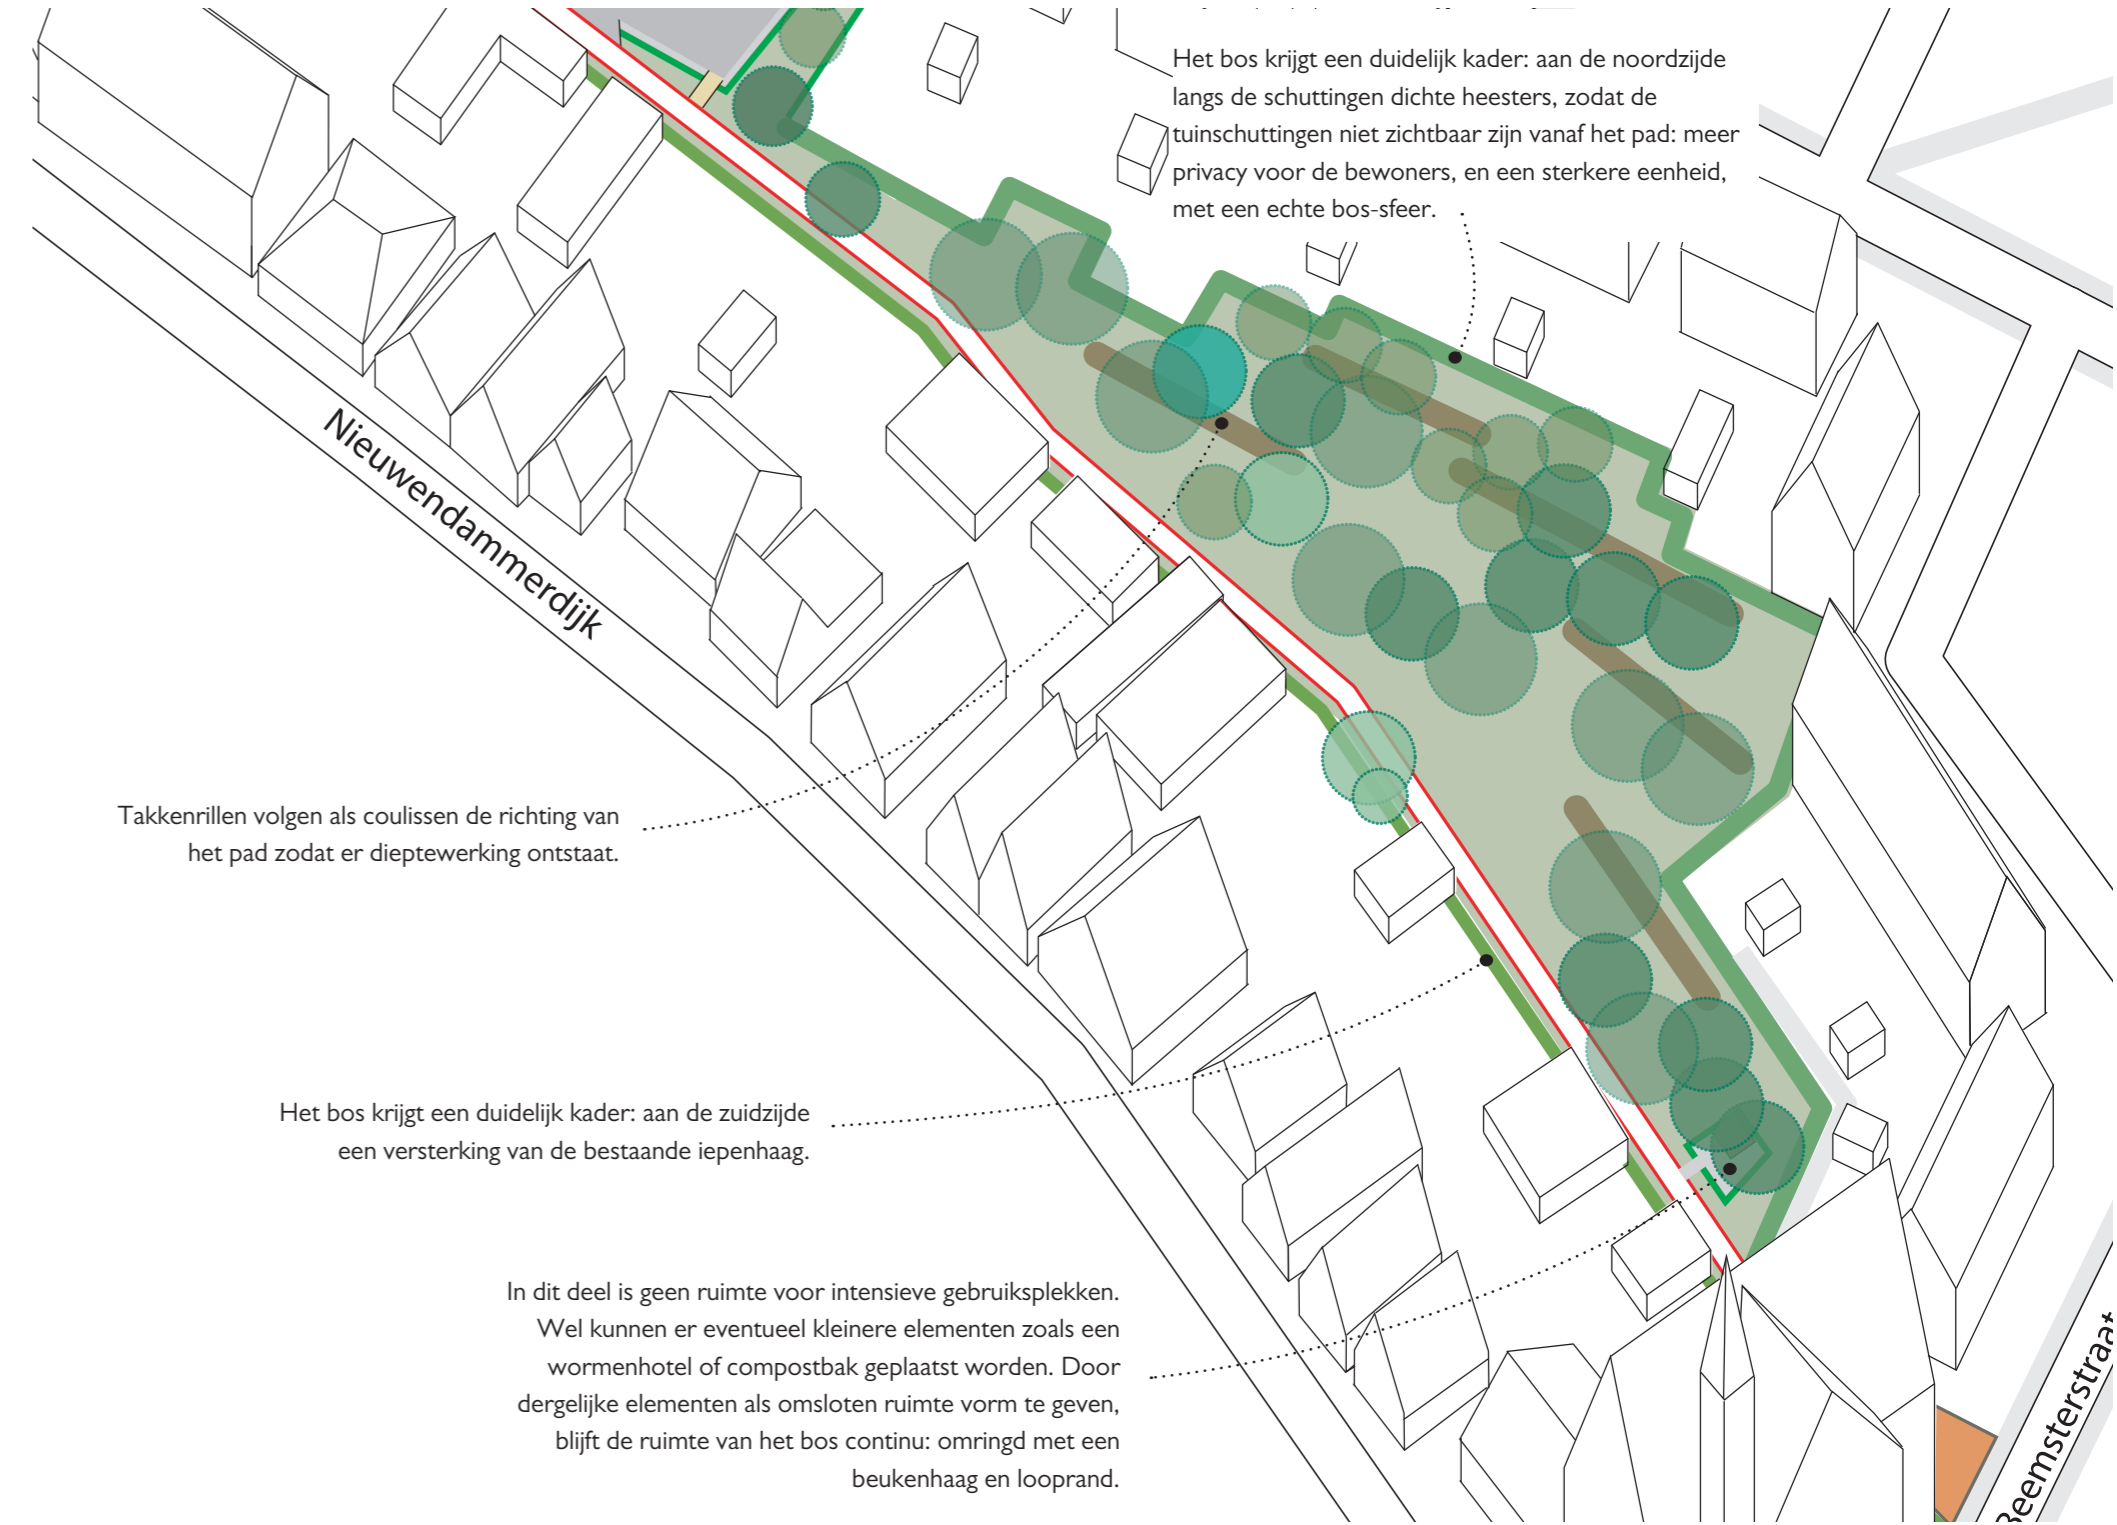 Het bos krijgt een duidelijk kader: aan de noordzijde
langs de schuttingen dichte heesters, zodat de
tuinschuttingen niet zichtbaar zijn vanaf het pad: meer
privacy voor de bewoners, en een sterkere eenheid,
met een echte bos-sfeer.
Nieuwendammerdijk
Takkenrillen volgen als coulissen de richting van
het pad zodat er dieptewerking ontstaat.
Het bos krijgt een duidelijk kader: aan de zuidzijde
een versterking van de bestaande iepenhaag.
In dit deel is geen ruimte voor intensieve gebruiksplekken.
Wel kunnen er eventueel kleinere elementen zoals een
wormenhotel of compostbak geplaatst worden. Door
dergelijke elementen als omsloten ruimte vorm te geven,
blijft de ruimte van het bos continu: omringd met een
beukenhaag en looprand.
Beemsterstraat